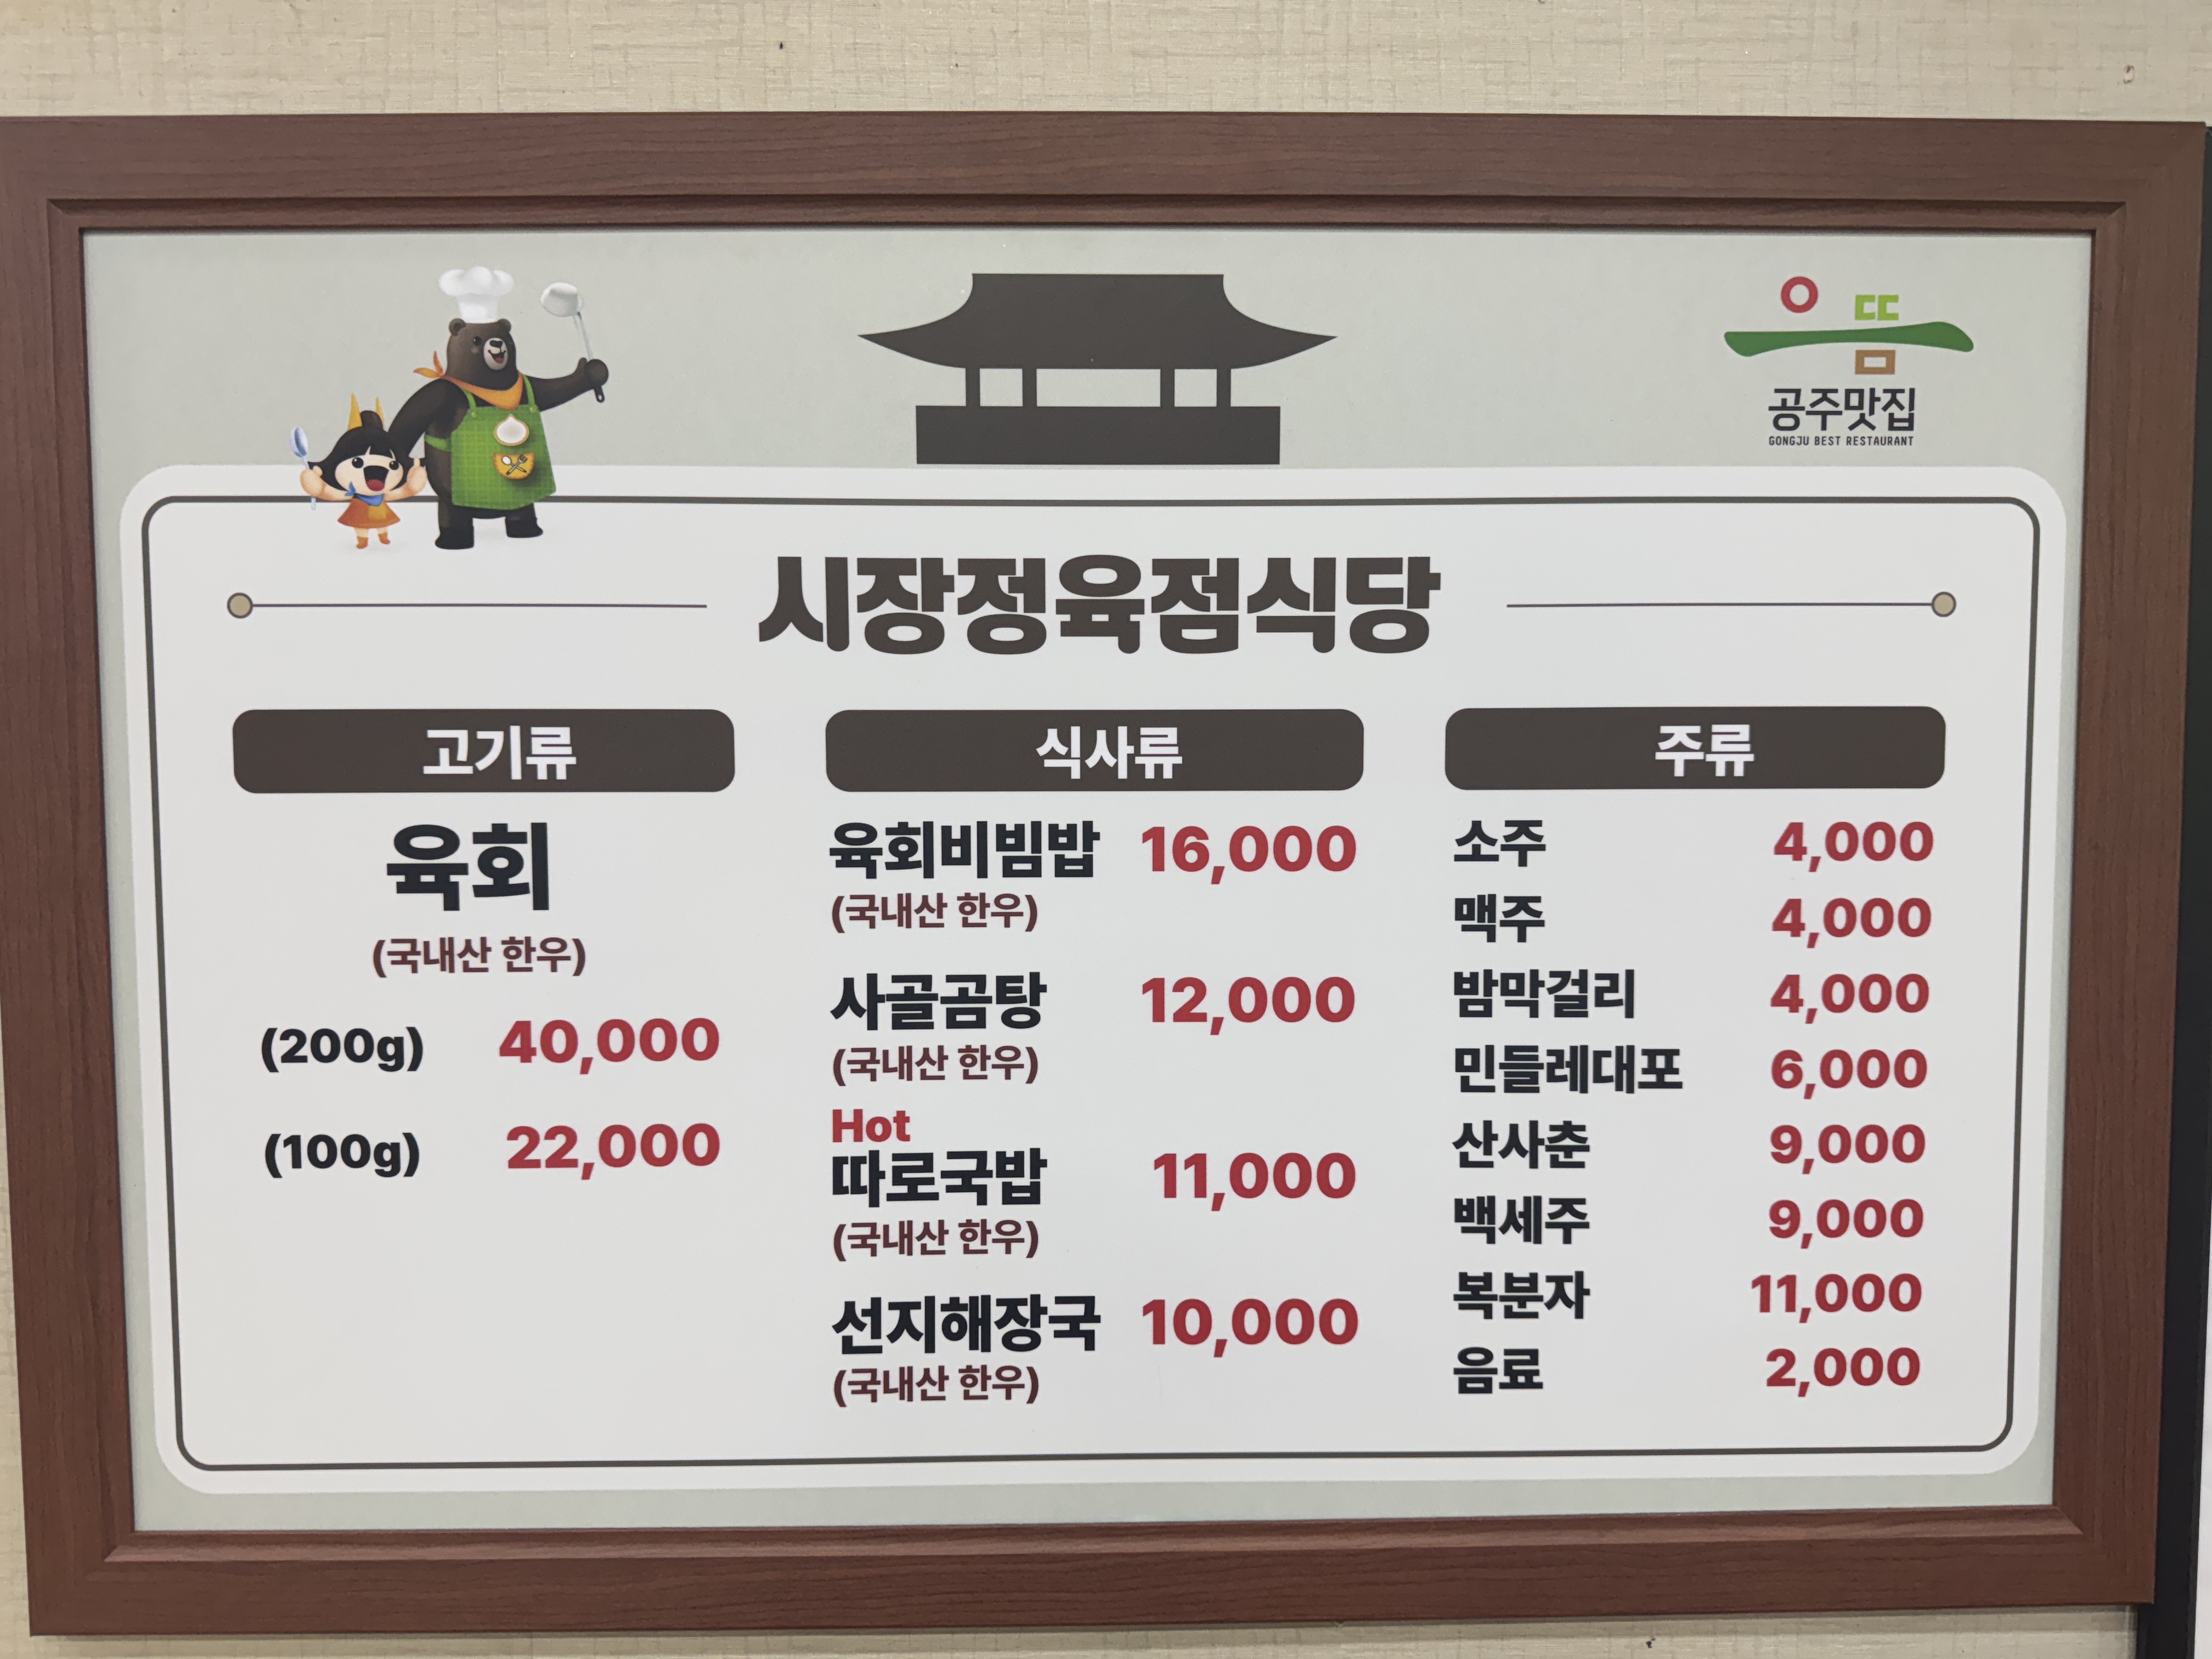 으뜸
공주맛집
GONGJU BEST RESTAURANT
시장정육점식당
고기류
육회
(국내산 한우)
(200g) 40,000
(100g) 22,000
식사류
육회비빔밥 16,000
(국내산 한우)
사골곰탕 12,000
(국내산 한우)
Hot
따로국밥 11,000
(국내산 한우)
선지해장국 10,000
(국내산 한우)
주류
소주 4,000
맥주 4,000
밤막걸리 4,000
민들레대포 6,000
산사춘 9,000
백세주 9,000
복분자 11,000
음료 2,000